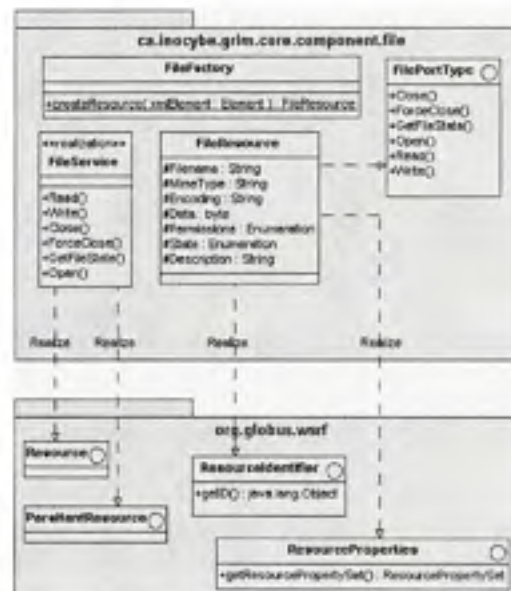 ca.inocybe.grim.core.component.file
FileFactory
+createResource( xmlElement : Element ) : FileResource
FilePortType
+Close()
+ForceClose()
+GetFileState()
+Open()
+Read()
+Write()
<<realization>>
FileService
+Read()
+Write()
+Close()
+ForceClose()
+GetFileState()
+Open()
FileResource
#Filename : String
#MimeType : String
#Encoding : String
#Data : byte
#Permissions : Enumeration
#State : Enumeration
#Description : String
Realize
Realize
Realize
Realize
org.globus.wsrf
Resource
PersitentResource
ResourceIdentifier
+getID() : java.lang.Object
ResourceProperties
+getResourcePropertySet() : ResourcePropertySet